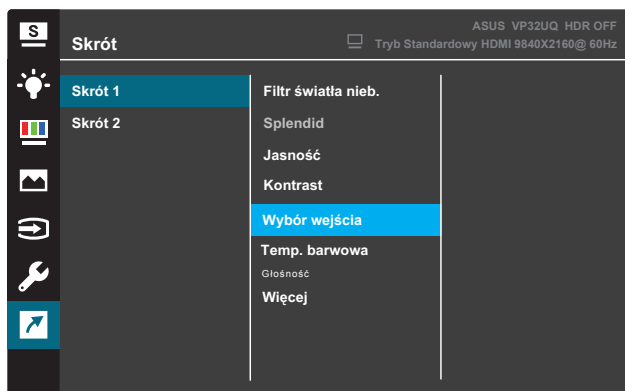 S
ASUS VP32UQ HDR OFF
Skrót
Tryb Standardowy HDMI 9840X2160@ 60Hz
Skrót 1
Skrót 2
Filtr światła nieb.
Splendid
Jasność
Kontrast
Wybór wejścia
Temp. barwowa
Głośność
Więcej